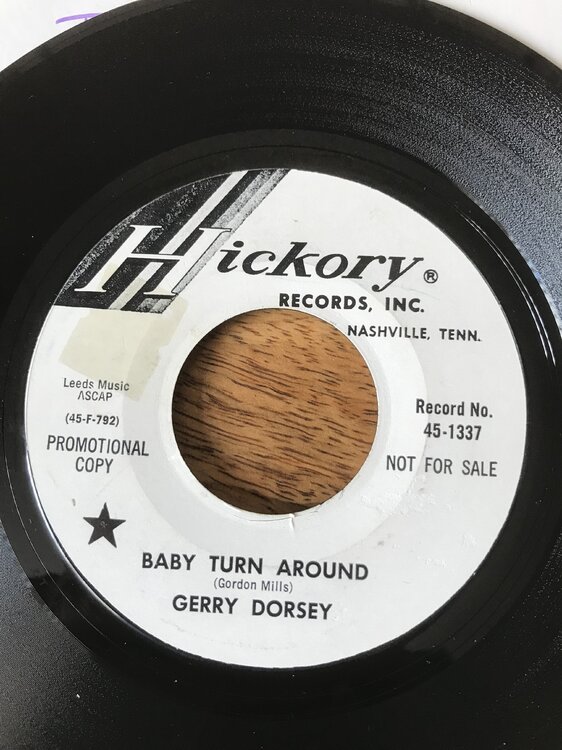 Hickory®
RECORDS, INC.
NASHVILLE, TENN.
Leeds Music
ASCAP
(45-F-792)
PROMOTIONAL
COPY
Record No.
45-1337
NOT FOR SALE
BABY TURN AROUND
(Gordon Mills)
GERRY DORSEY